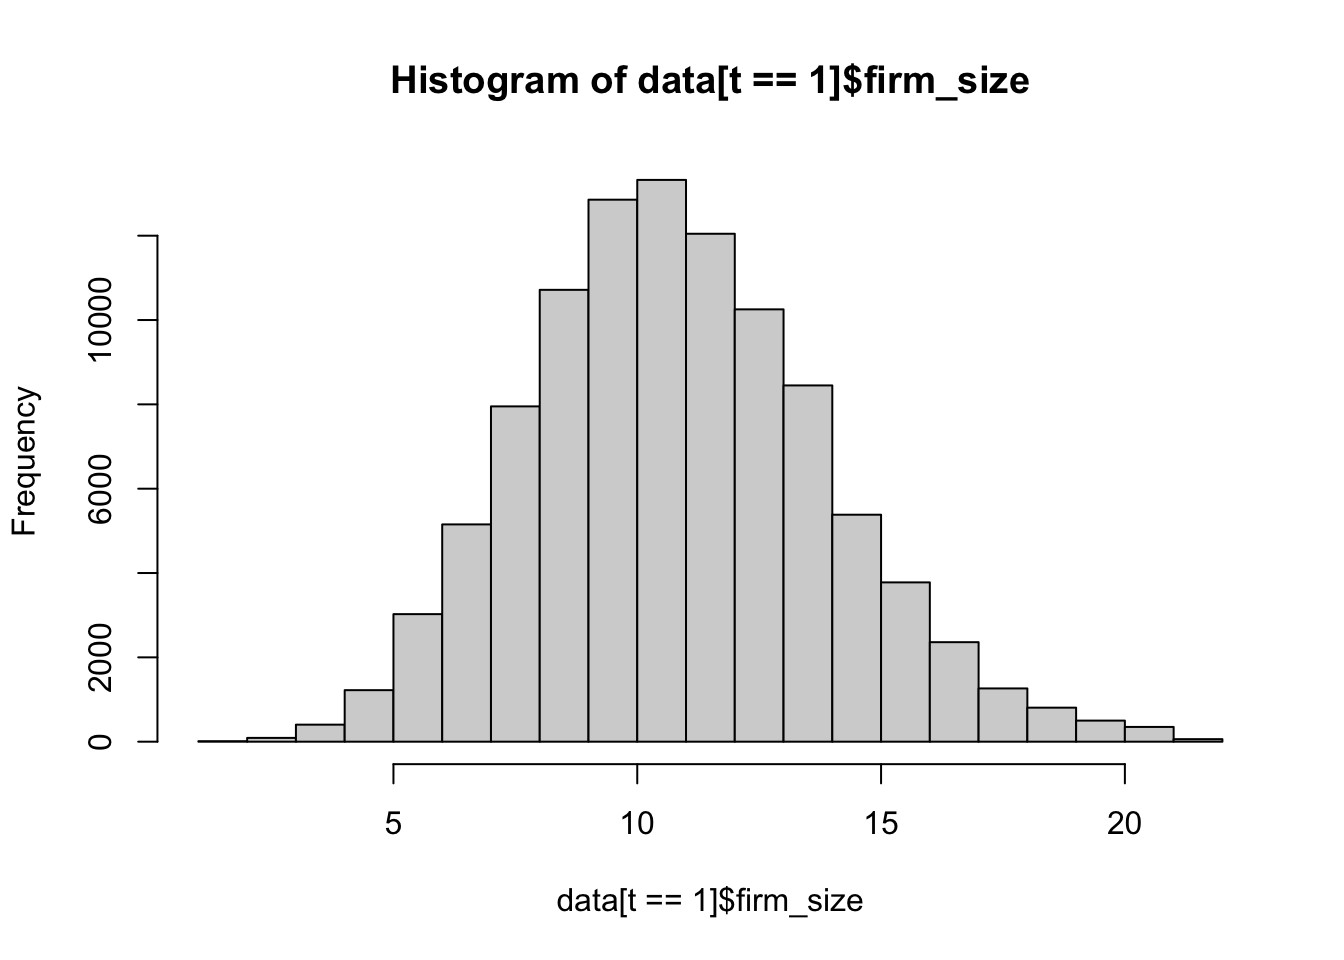 Histogram of data[t == 1]$firm_size
Frequency
10000
6000
2000
0
5 10 15 20
data[t == 1]$firm_size